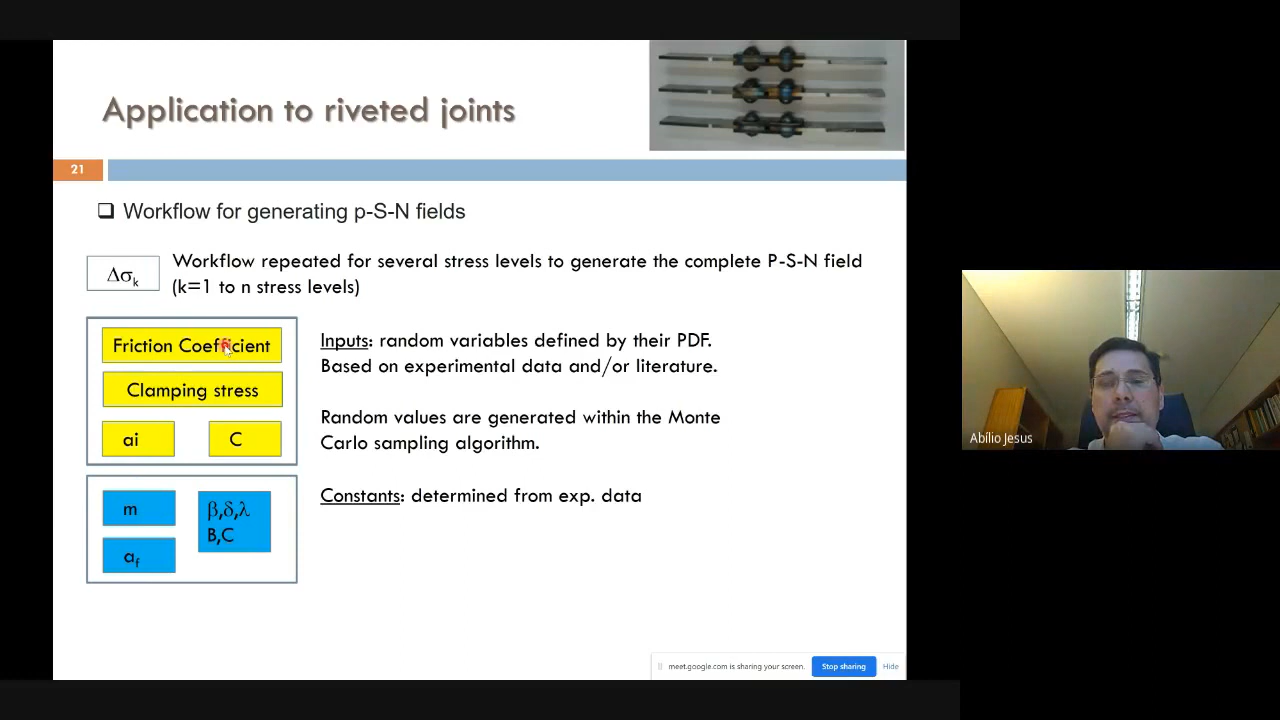 Application to riveted joints
21
❑ Workflow for generating p-S-N fields
Δσk
Workflow repeated for several stress levels to generate the complete P-S-N field
(k=1 to n stress levels)
Friction Coefficient
Clamping stress
ai
C
Inputs: random variables defined by their PDF.
Based on experimental data and/or literature.
Random values are generated within the Monte
Carlo sampling algorithm.
m
β,δ,λ
B,C
af
Constants: determined from exp. data
meet.google.com is sharing your screen.
Stop sharing
Hide
Abílio Jesus